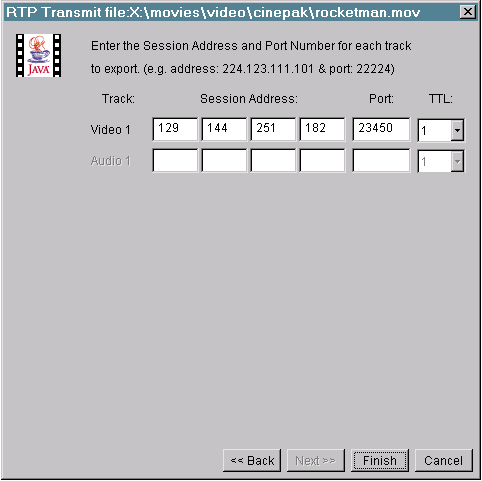 RTP Transmit file:X:\movies\video\cinepak\rocketman.mov
JAVA
Enter the Session Address and Port Number for each track
to export. (e.g. address: 224.123.111.101 & port: 22224)
Track: Session Address: Port: TTL:
Video 1 129 144 251 182 23450 1
Audio 1 1
<< Back Next >> Finish Cancel